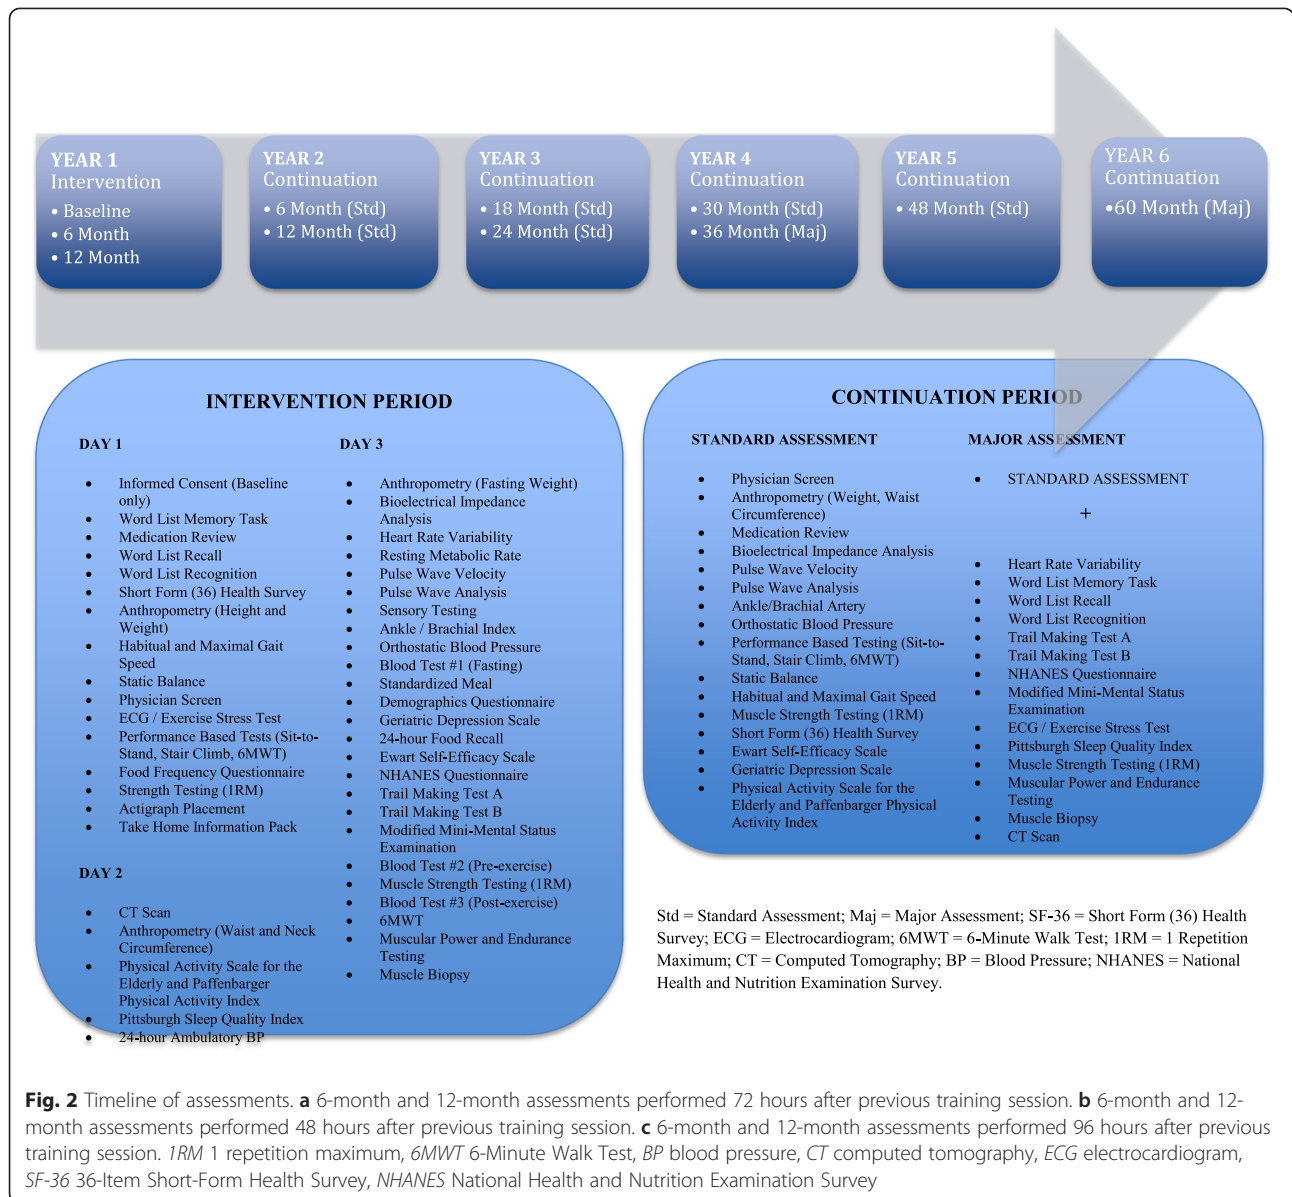 YEAR 1
Intervention
• Baseline
• 6 Month
• 12 Month
YEAR 2
Continuation
• 6 Month (Std)
• 12 Month (Std)
YEAR 3
Continuation
• 18 Month (Std)
• 24 Month (Std)
YEAR 4
Continuation
• 30 Month (Std)
• 36 Month (Maj)
YEAR 5
Continuation
• 48 Month (Std)
YEAR 6
Continuation
•60 Month (Maj)
INTERVENTION PERIOD
DAY 1
• Informed Consent (Baseline
only)
• Word List Memory Task
• Medication Review
• Word List Recall
• Word List Recognition
• Short Form (36) Health Survey
• Anthropometry (Height and
Weight)
• Habitual and Maximal Gait
Speed
• Static Balance
• Physician Screen
• ECG / Exercise Stress Test
• Performance Based Tests (Sit-to-
Stand, Stair Climb, 6MWT)
• Food Frequency Questionnaire
• Strength Testing (1RM)
• Actigraph Placement
• Take Home Information Pack
DAY 2
• CT Scan
• Anthropometry (Waist and Neck
Circumference)
• Physical Activity Scale for the
Elderly and Paffenbarger
Physical Activity Index
• Pittsburgh Sleep Quality Index
• 24-hour Ambulatory BP
DAY 3
• Anthropometry (Fasting Weight)
• Bioelectrical Impedance
Analysis
• Heart Rate Variability
• Resting Metabolic Rate
• Pulse Wave Velocity
• Pulse Wave Analysis
• Sensory Testing
• Ankle / Brachial Index
• Orthostatic Blood Pressure
• Blood Test #1 (Fasting)
• Standardized Meal
• Demographics Questionnaire
• Geriatric Depression Scale
• 24-hour Food Recall
• Ewart Self-Efficacy Scale
• NHANES Questionnaire
• Trail Making Test A
• Trail Making Test B
• Modified Mini-Mental Status
Examination
• Blood Test #2 (Pre-exercise)
• Muscle Strength Testing (1RM)
• Blood Test #3 (Post-exercise)
• 6MWT
• Muscular Power and Endurance
Testing
• Muscle Biopsy
CONTINUATION PERIOD
STANDARD ASSESSMENT
• Physician Screen
• Anthropometry (Weight, Waist
Circumference)
• Medication Review
• Bioelectrical Impedance Analysis
• Pulse Wave Velocity
• Pulse Wave Analysis
• Ankle/Brachial Artery
• Orthostatic Blood Pressure
• Performance Based Testing (Sit-to-
Stand, Stair Climb, 6MWT)
• Static Balance
• Habitual and Maximal Gait Speed
• Muscle Strength Testing (1RM)
• Short Form (36) Health Survey
• Ewart Self-Efficacy Scale
• Geriatric Depression Scale
• Physical Activity Scale for the
Elderly and Paffenbarger Physical
Activity Index
MAJOR ASSESSMENT
• STANDARD ASSESSMENT
+
• Heart Rate Variability
• Word List Memory Task
• Word List Recall
• Word List Recognition
• Trail Making Test A
• Trail Making Test B
• NHANES Questionnaire
• Modified Mini-Mental Status
Examination
• ECG / Exercise Stress Test
• Pittsburgh Sleep Quality Index
• Muscle Strength Testing (1RM)
• Muscular Power and Endurance
Testing
• Muscle Biopsy
• CT Scan
Std = Standard Assessment; Maj = Major Assessment; SF-36 = Short Form (36) Health
Survey; ECG = Electrocardiogram; 6MWT = 6-Minute Walk Test; 1RM = 1 Repetition
Maximum; CT = Computed Tomography; BP = Blood Pressure; NHANES = National
Health and Nutrition Examination Survey.
Fig. 2 Timeline of assessments. a 6-month and 12-month assessments performed 72 hours after previous training session. b 6-month and 12-
month assessments performed 48 hours after previous training session. c 6-month and 12-month assessments performed 96 hours after previous
training session. 1RM 1 repetition maximum, 6MWT 6-Minute Walk Test, BP blood pressure, CT computed tomography, ECG electrocardiogram,
SF-36 36-Item Short-Form Health Survey, NHANES National Health and Nutrition Examination Survey